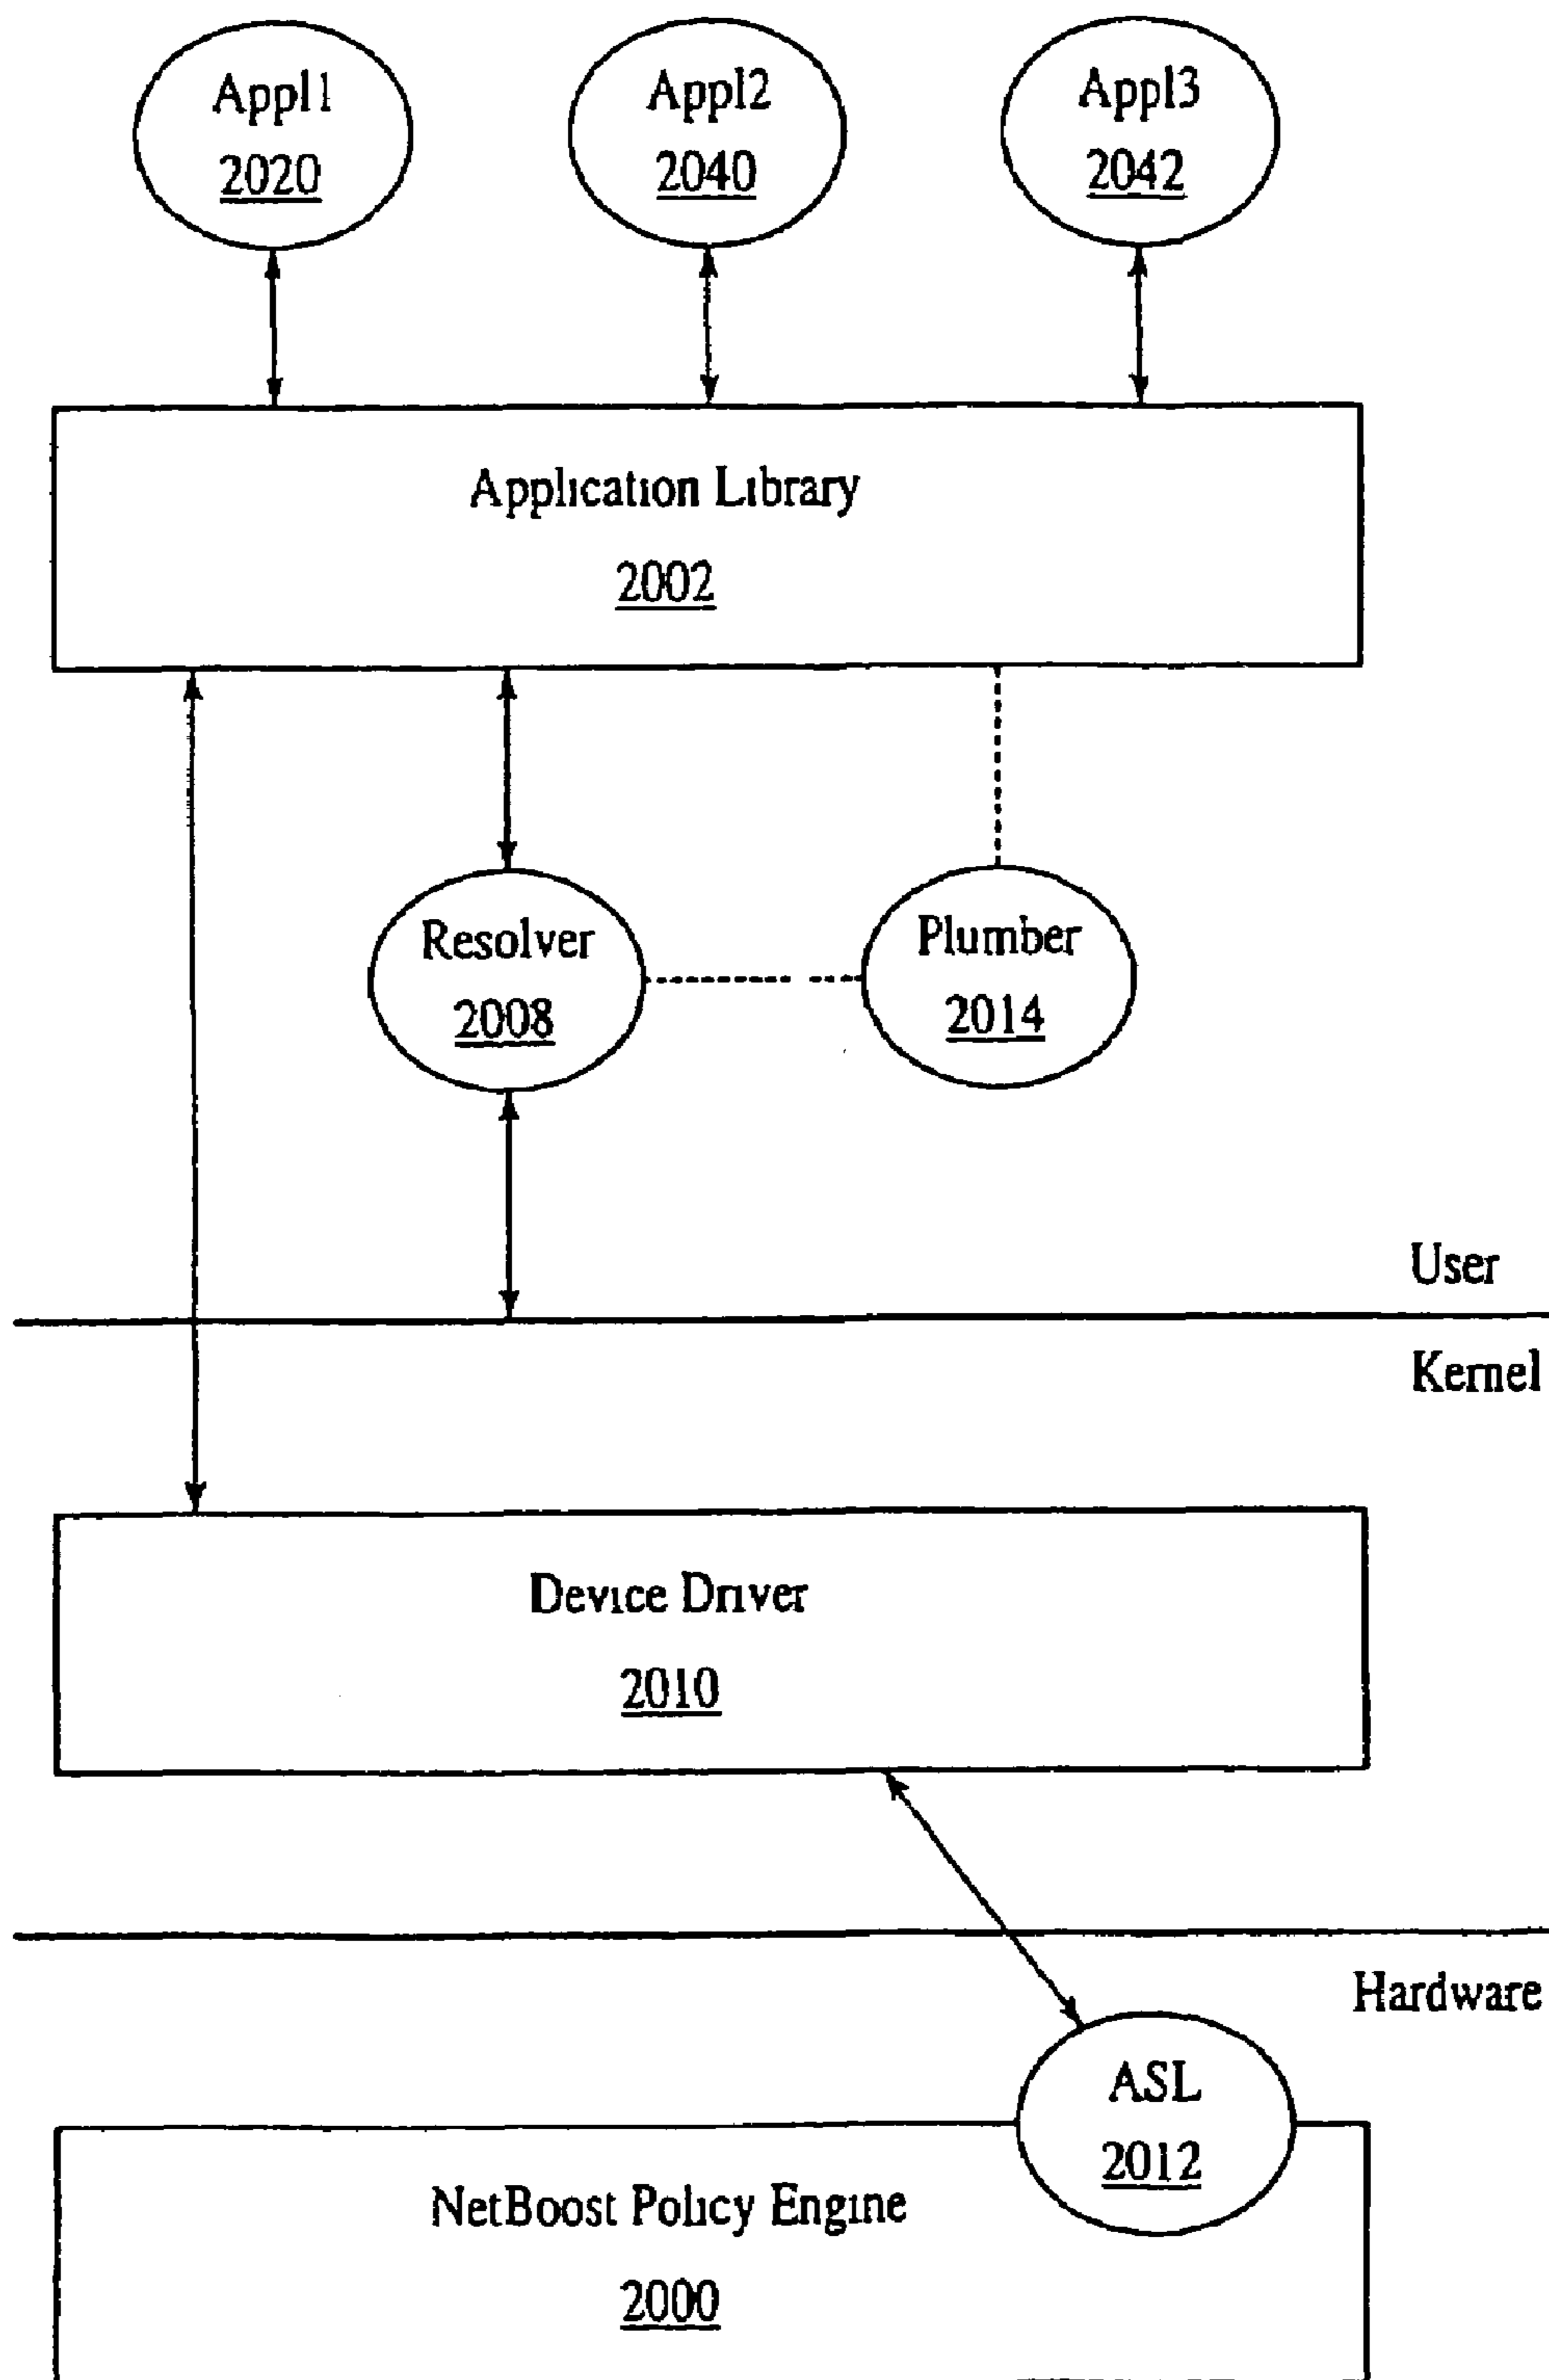 Appl1
2020
Appl2
2040
Appl3
2042
Application Library
2002
Resolver
2008
Plumber
2014
User
Kernel
Device Driver
2010
Hardware
ASL
2012
NetBoost Policy Engine
2000